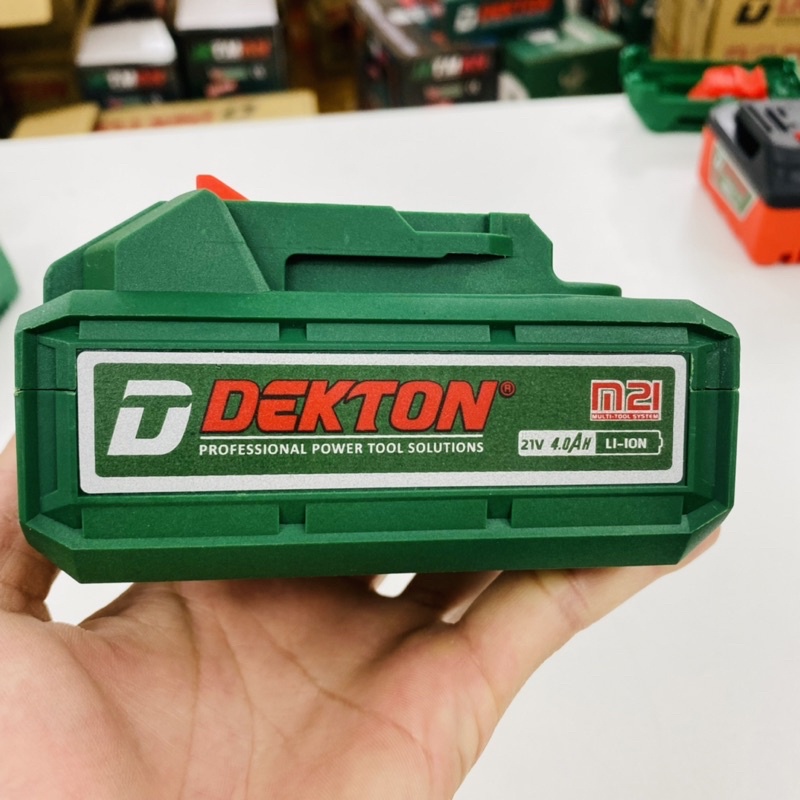 DEKTON®
PROFESSIONAL POWER TOOL SOLUTIONS
M21
MULTI-TOOL SYSTEM
21V 4.0AH LI-ION